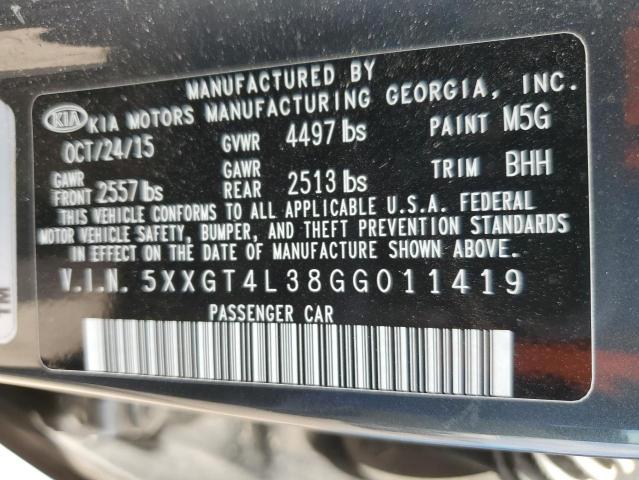 MANUFACTURED BY
KIA KIA MOTORS MANUFACTURING GEORGIA, INC.
OCT/24/15 GVWR 4497 lbs PAINT M5G
GAWR FRONT 2557 lbs GAWR REAR 2513 lbs TRIM BHH
THIS VEHICLE CONFORMS TO ALL APPLICABLE U.S.A. FEDERAL
MOTOR VEHICLE SAFETY, BUMPER, AND THEFT PREVENTION STANDARDS
IN EFFECT ON THE DATE OF MANUFACTURE SHOWN ABOVE.
V.I.N. 5XXGT4L38GG011419
PASSENGER CAR
TM